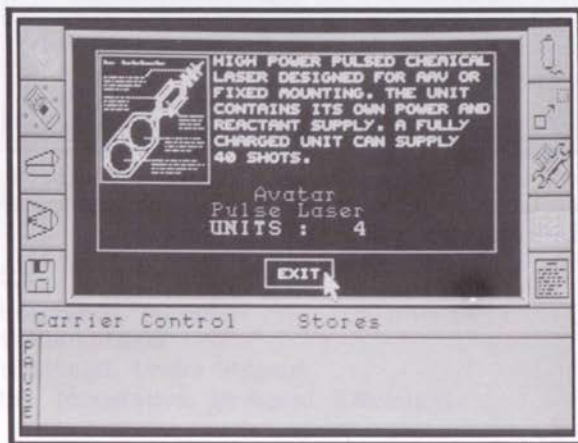 HIGH POWER PULSED CHEMICAL
LASER DESIGNED FOR AAV OR
FIXED MOUNTING. THE UNIT
CONTAINS ITS OWN POWER AND
REACTANT SUPPLY. A FULLY
CHARGED UNIT CAN SUPPLY
40 SHOTS.
Avatar
Pulse Laser
UNITS : 4
EXIT
Carrier Control Stores
PAUSE